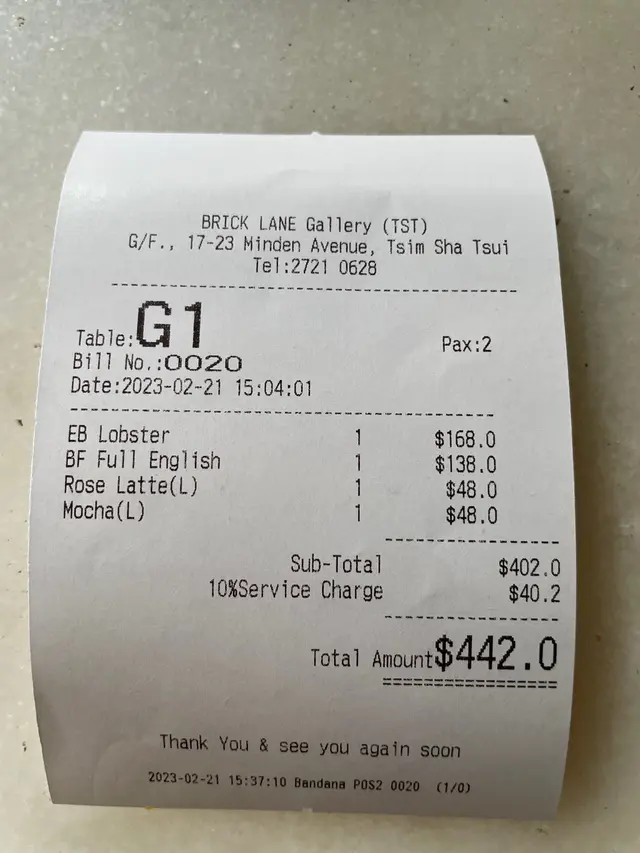 BRICK LANE Gallery (TST)
G/F., 17-23 Minden Avenue, Tsim Sha Tsui
Tel:2721 0628
Table:G1 Pax:2
Bill No.:0020
Date:2023-02-21 15:04:01
EB Lobster 1 $168.0
BF Full English 1 $138.0
Rose Latte(L) 1 $48.0
Mocha(L) 1 $48.0
Sub-Total $402.0
10%Service Charge $40.2
Total Amount$442.0
Thank You & see you again soon
2023-02-21 15:37:10 Bandana POS2 0020 (1/0)